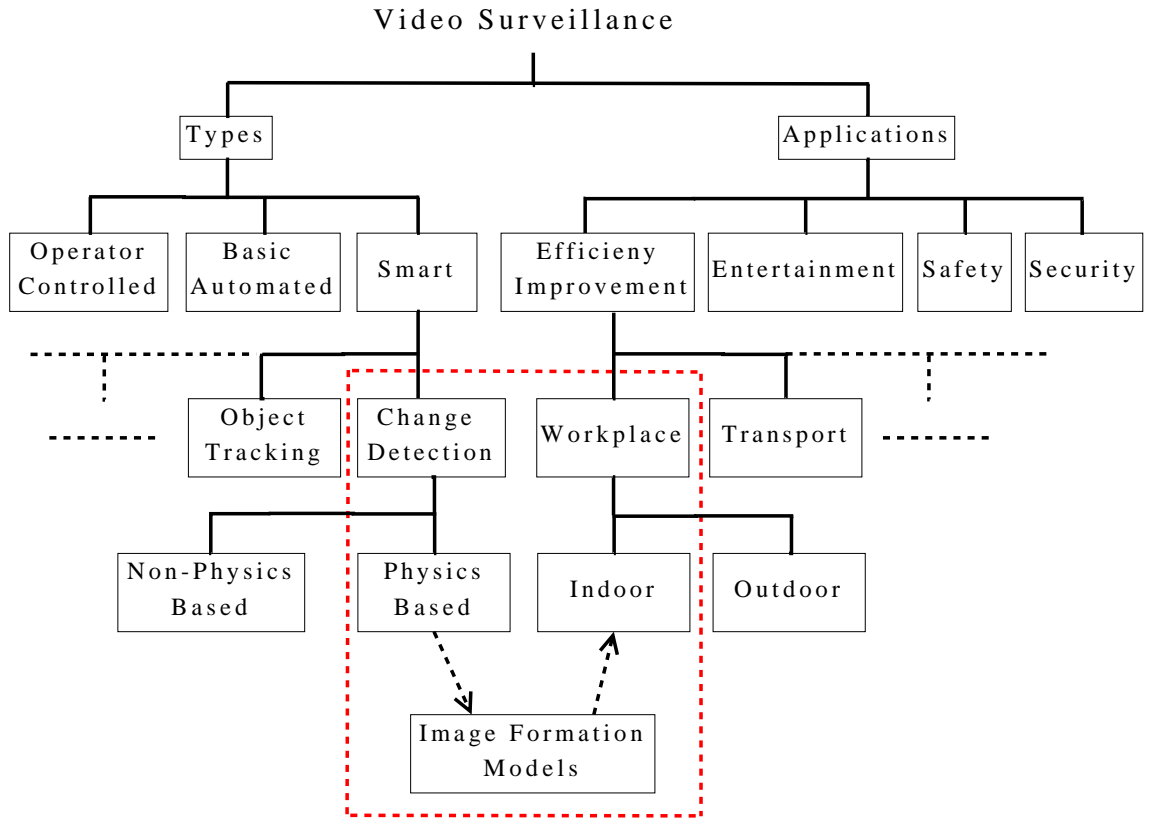 Video Surveillance
Types
Applications
Operator
Controlled
Basic
Automated
Smart
Efficieny
Improvement
Entertainment
Safety
Security
Object
Tracking
Change
Detection
Workplace
Transport
Non-Physics
Based
Physics
Based
Indoor
Outdoor
Image Formation
Models